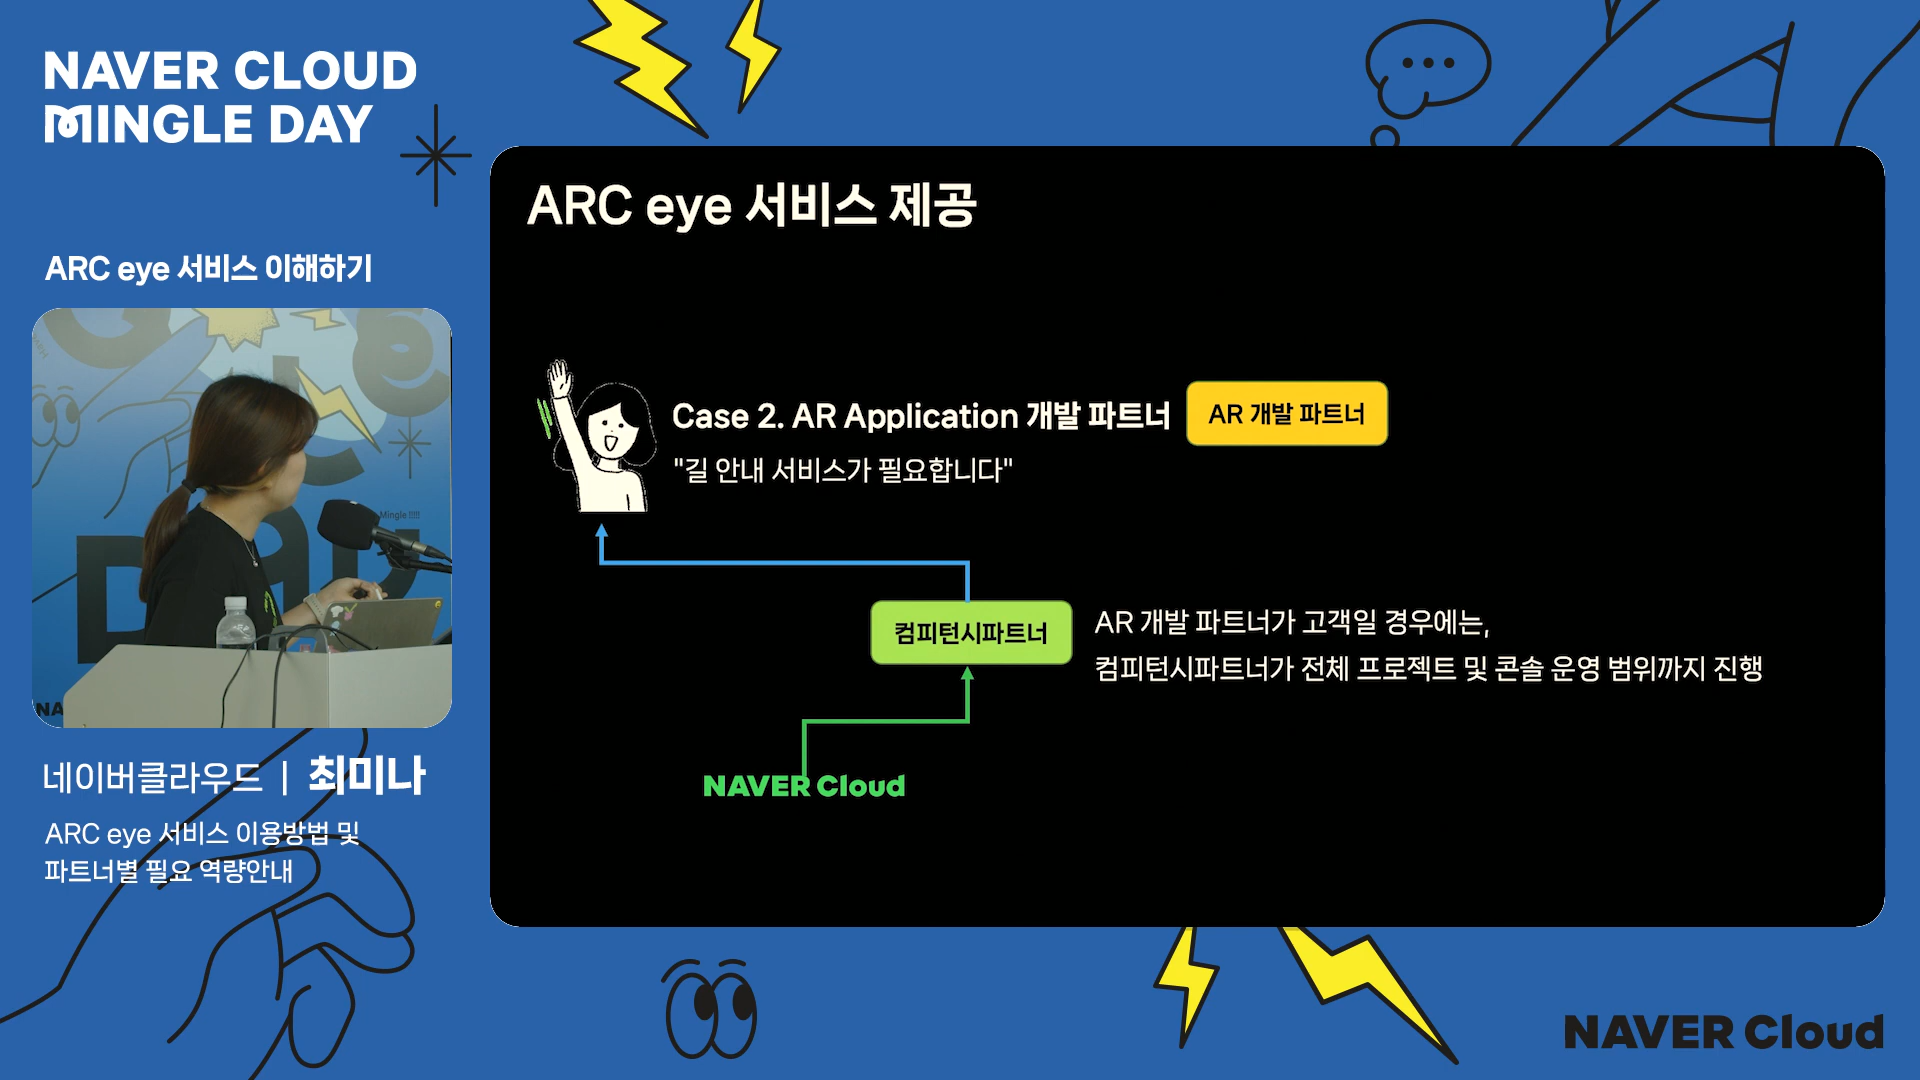 NAVER CLOUD
MINGLE DAY
ARC eye 서비스 이해하기
Mingle !!!!!
네이버클라우드 | 최미나
ARC eye 서비스 이용방법 및
파트너별 필요 역량안내
ARC eye 서비스 제공
Case 2. AR Application 개발 파트너
AR 개발 파트너
"길 안내 서비스가 필요합니다"
컴피턴시파트너
AR 개발 파트너가 고객일 경우에는,
컴피턴시파트너가 전체 프로젝트 및 콘솔 운영 범위까지 진행
NAVER Cloud
NAVER Cloud